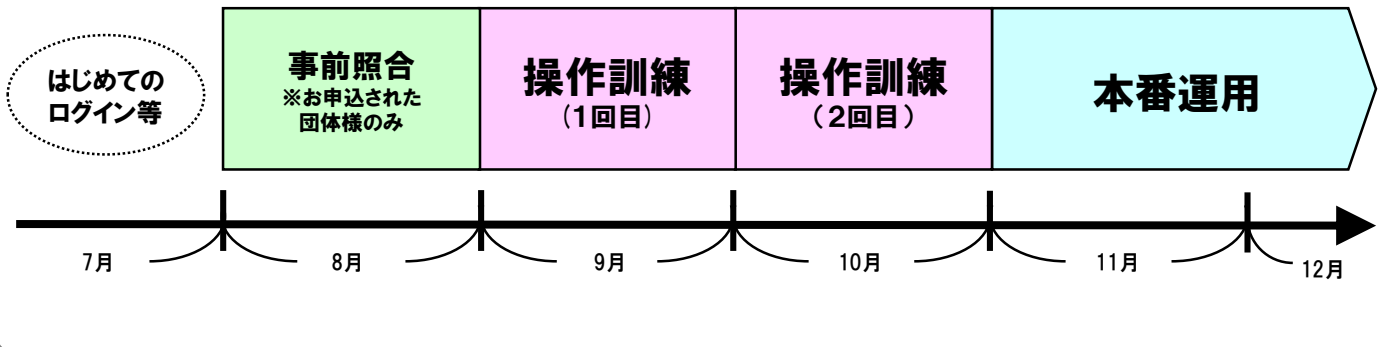 はじめての
ログイン等
事前照合
※お申込された
団体様のみ
操作訓練
(1回目)
操作訓練
（2回目）
本番運用
7月
8月
9月
10月
11月
12月